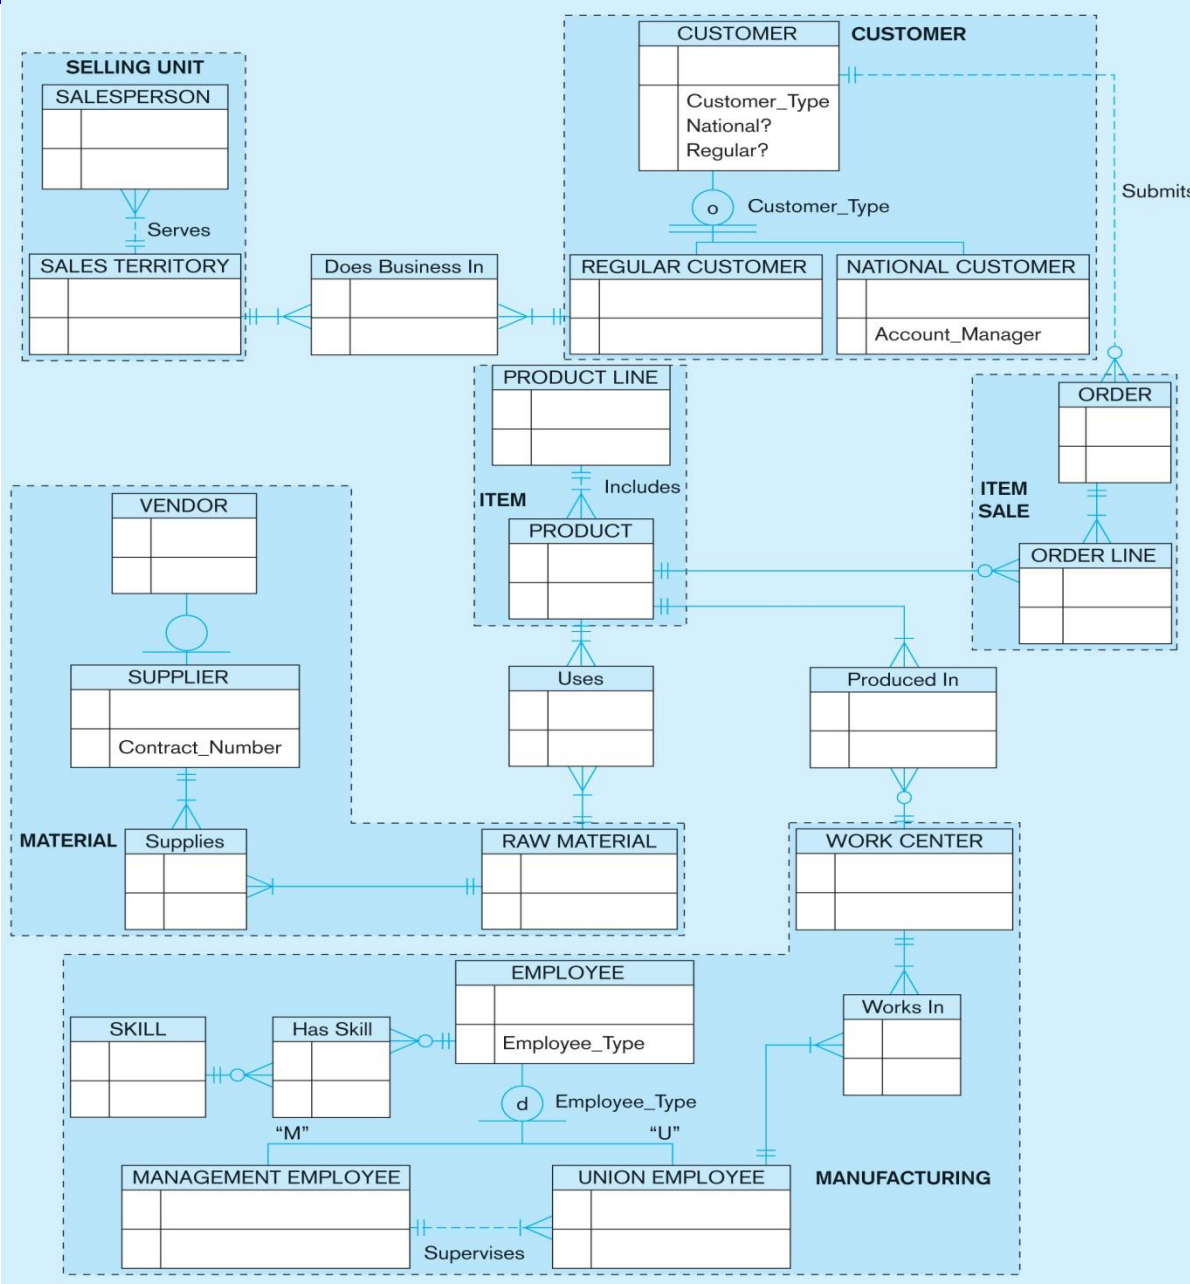 CUSTOMER
CUSTOMER
SELLING UNIT
SALESPERSON
Customer_Type
National?
Regular?
Submits
o
Customer_Type
Serves
SALES TERRITORY
Does Business In
REGULAR CUSTOMER
NATIONAL CUSTOMER
Account_Manager
PRODUCT LINE
ORDER
ITEM
Includes
ITEM
SALE
VENDOR
PRODUCT
ORDER LINE
SUPPLIER
Uses
Produced In
Contract_Number
MATERIAL
Supplies
RAW MATERIAL
WORK CENTER
EMPLOYEE
SKILL
Has Skill
Employee_Type
Works In
d
Employee_Type
“M”
“U”
MANAGEMENT EMPLOYEE
UNION EMPLOYEE
MANUFACTURING
Supervises